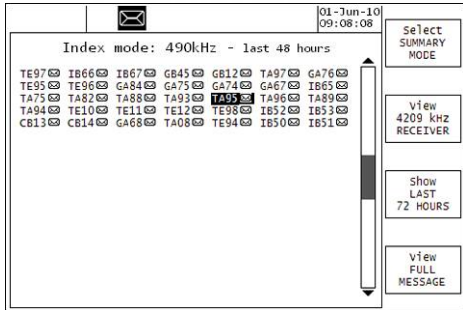 01-Jun-10
09:08:08
Index mode: 490kHz - last 48 hours
TE97 IB66 IB67 GB45 GB12 TA97 GA76
TE95 TE96 GA84 GA75 GA74 GA67 IB65
TA75 TA82 TA88 TA93 TA95 TA96 TA89
TA94 TE10 TE11 TE12 TE98 IB52 IB53
CB13 CB14 GA68 TA08 TE94 IB50 IB51
Select
SUMMARY
MODE
View
4209 kHz
RECEIVER
Show
LAST
72 HOURS
View
FULL
MESSAGE